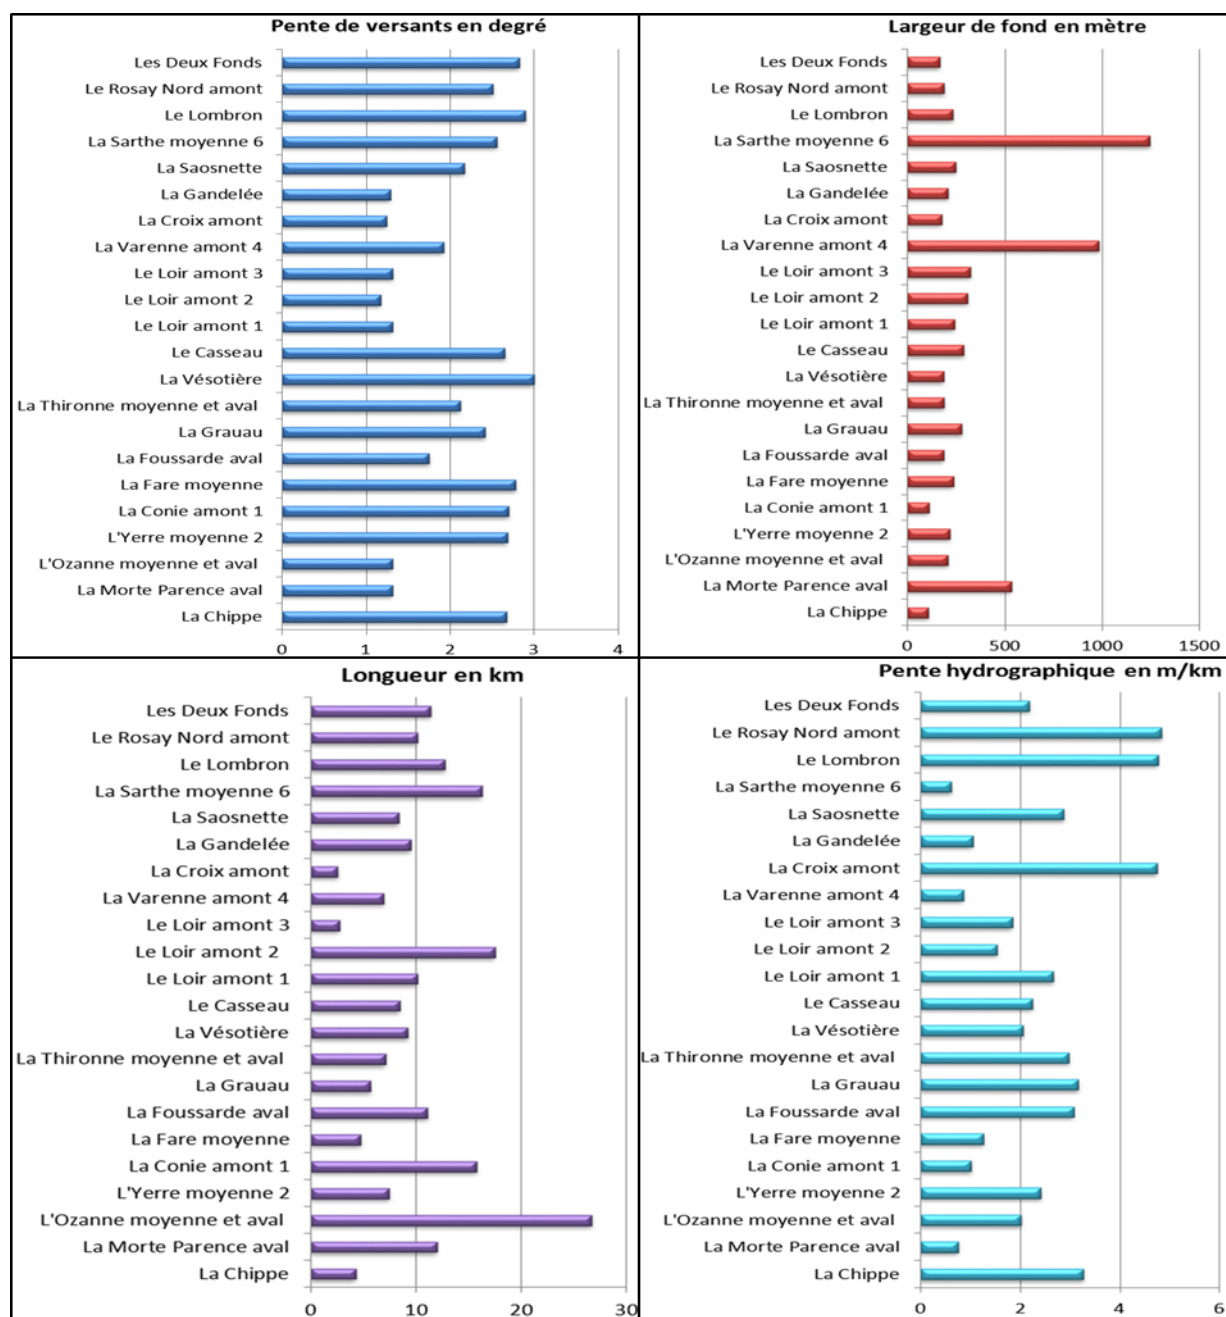 Pente de versants en degré
Les Deux Fonds
Le Rosay Nord amont
Le Lombron
La Sarthe moyenne 6
La Saosnette
La Gandelée
La Croix amont
La Varenne amont 4
Le Loir amont 3
Le Loir amont 2
Le Loir amont 1
Le Casseau
La Vésotière
La Thironne moyenne et aval
La Grauau
La Foussarde aval
La Fare moyenne
La Conie amont 1
L'Yerre moyenne 2
L'Ozanne moyenne et aval
La Morte Parence aval
La Chippe
0 1 2 3 4
Largeur de fond en mètre
Les Deux Fonds
Le Rosay Nord amont
Le Lombron
La Sarthe moyenne 6
La Saosnette
La Gandelée
La Croix amont
La Varenne amont 4
Le Loir amont 3
Le Loir amont 2
Le Loir amont 1
Le Casseau
La Vésotière
La Thironne moyenne et aval
La Grauau
La Foussarde aval
La Fare moyenne
La Conie amont 1
L'Yerre moyenne 2
L'Ozanne moyenne et aval
La Morte Parence aval
La Chippe
0 500 1000 1500
Longueur en km
Les Deux Fonds
Le Rosay Nord amont
Le Lombron
La Sarthe moyenne 6
La Saosnette
La Gandelée
La Croix amont
La Varenne amont 4
Le Loir amont 3
Le Loir amont 2
Le Loir amont 1
Le Casseau
La Vésotière
La Thironne moyenne et aval
La Grauau
La Foussarde aval
La Fare moyenne
La Conie amont 1
L'Yerre moyenne 2
L'Ozanne moyenne et aval
La Morte Parence aval
La Chippe
0 10 20 30
Pente hydrographique en m/km
Les Deux Fonds
Le Rosay Nord amont
Le Lombron
La Sarthe moyenne 6
La Saosnette
La Gandelée
La Croix amont
La Varenne amont 4
Le Loir amont 3
Le Loir amont 2
Le Loir amont 1
Le Casseau
La Vésotière
La Thironne moyenne et aval
La Grauau
La Foussarde aval
La Fare moyenne
La Conie amont 1
L'Yerre moyenne 2
L'Ozanne moyenne et aval
La Morte Parence aval
La Chippe
0 2 4 6